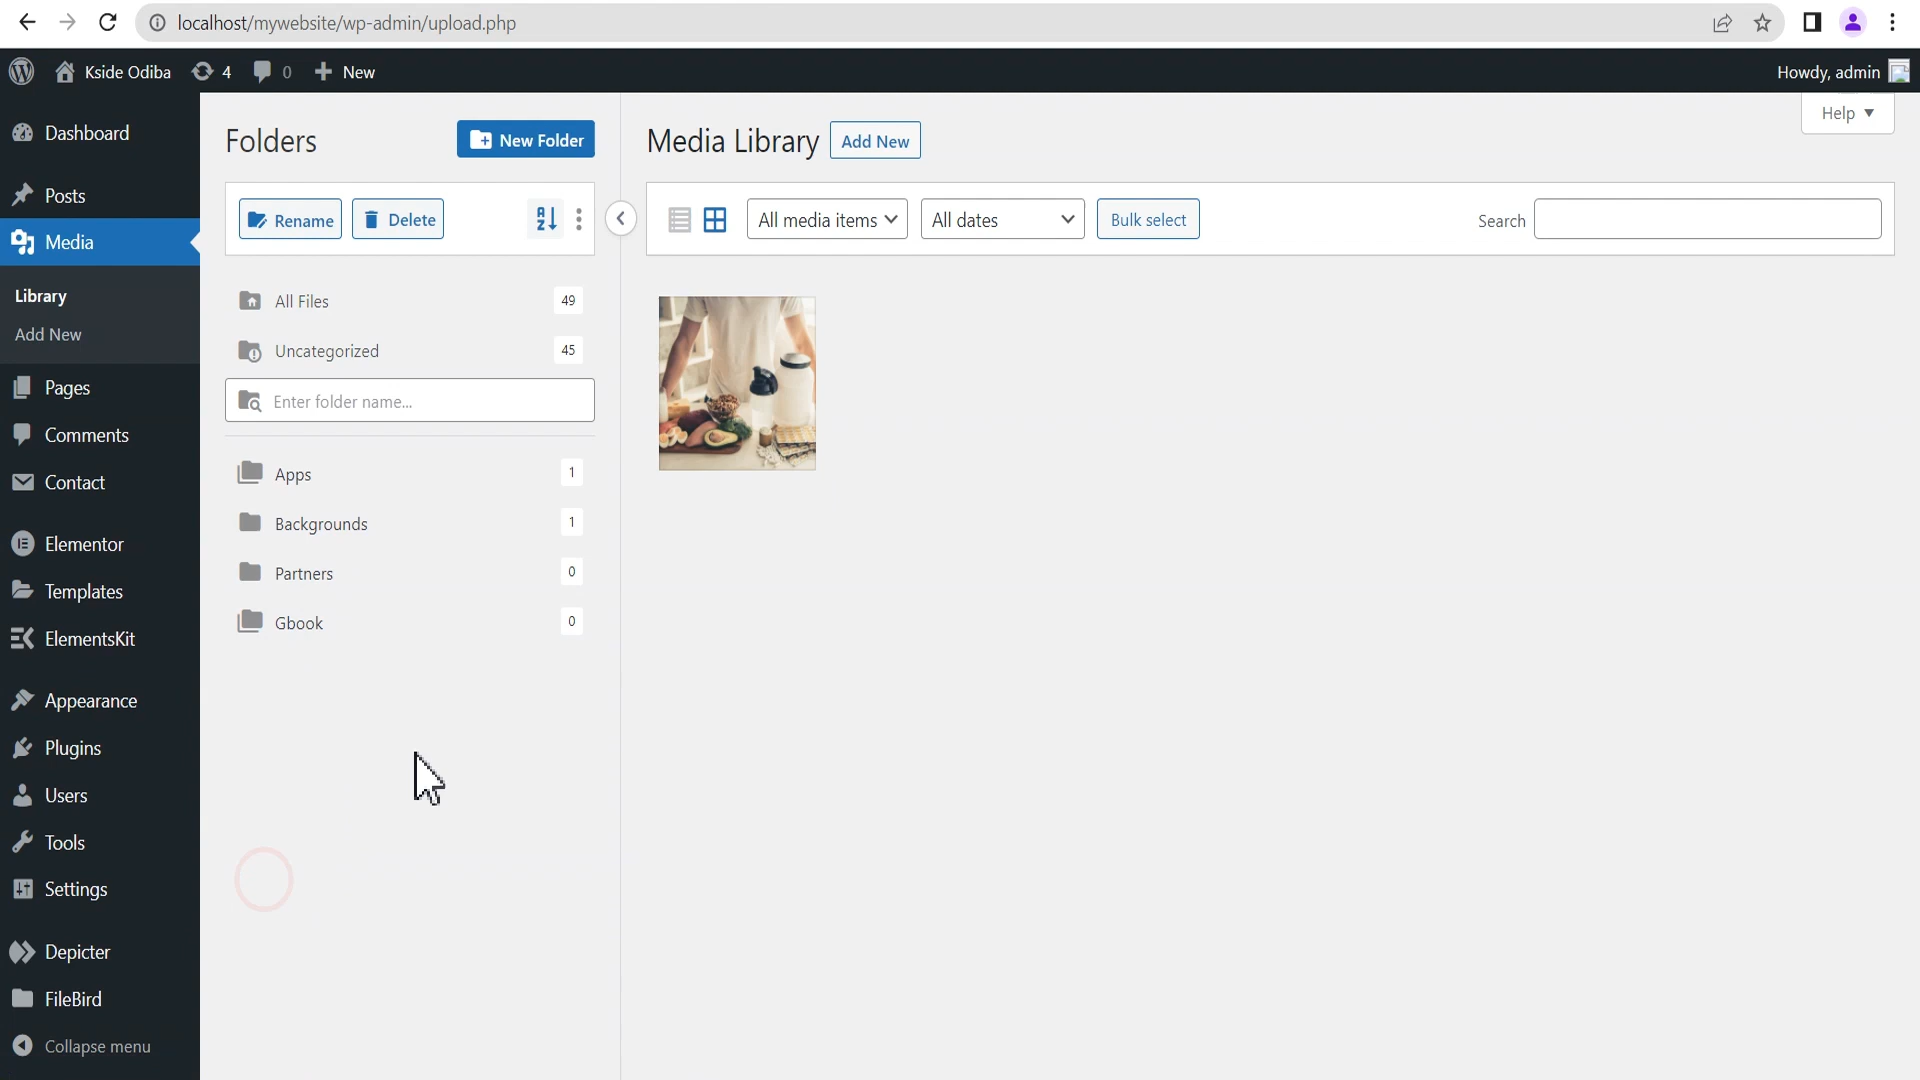 localhost/mywebsite/wp-admin/upload.php
Kside Odiba
4
0
New
Howdy, admin
Help
Dashboard
Posts
Media
Library
Add New
Pages
Comments
Contact
Elementor
Templates
ElementsKit
Appearance
Plugins
Users
Tools
Settings
Depicter
FileBird
Collapse menu
Folders
New Folder
Rename
Delete
All Files 49
Uncategorized 45
Enter folder name...
Apps 1
Backgrounds 1
Partners 0
Gbook 0
Media Library
Add New
All media items
All dates
Bulk select
Search